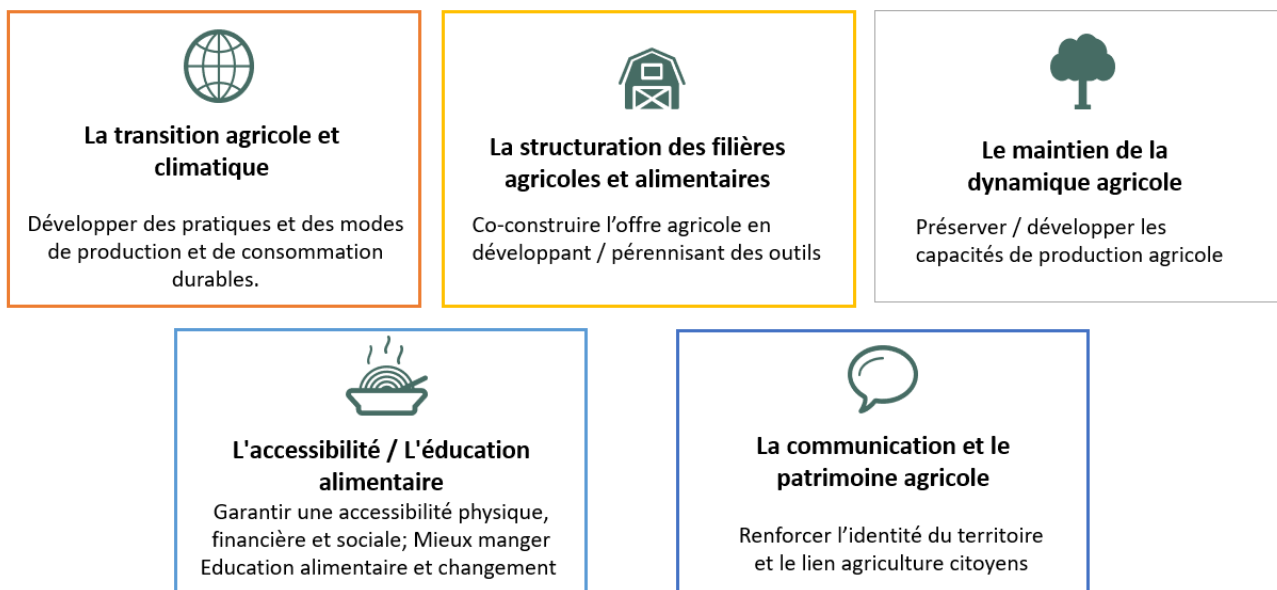 La transition agricole et
climatique
Développer des pratiques et des modes
de production et de consommation
durables.
La structuration des filières
agricoles et alimentaires
Co-construire l’offre agricole en
développant / pérennisant des outils
Le maintien de la
dynamique agricole
Préserver / développer les
capacités de production agricole
L'accessibilité / L'éducation
alimentaire
Garantir une accessibilité physique,
financière et sociale; Mieux manger
Education alimentaire et changement
La communication et le
patrimoine agricole
Renforcer l’identité du territoire
et le lien agriculture citoyens